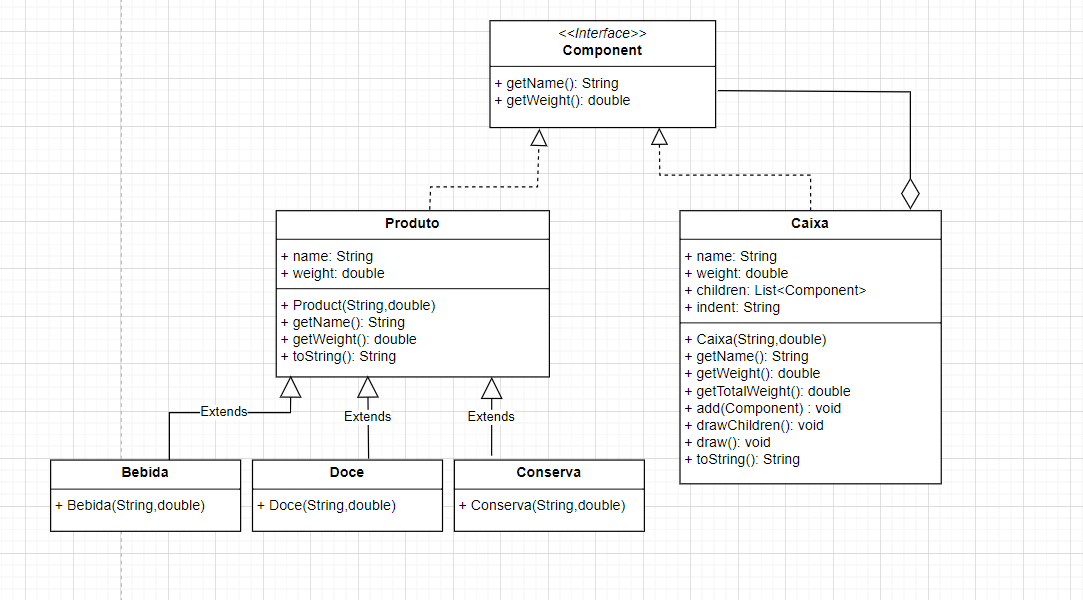 <<Interface>>
Component
+ getName(): String
+ getWeight(): double
Produto
+ name: String
+ weight: double
+ Product(String,double)
+ getName(): String
+ getWeight(): double
+ toString(): String
Caixa
+ name: String
+ weight: double
+ children: List<Component>
+ indent: String
+ Caixa(String,double)
+ getName(): String
+ getWeight(): double
+ getTotalWeight(): double
+ add(Component) : void
+ drawChildren(): void
+ draw(): void
+ toString(): String
Extends
Extends
Extends
Bebida
+ Bebida(String,double)
Doce
+ Doce(String,double)
Conserva
+ Conserva(String,double)